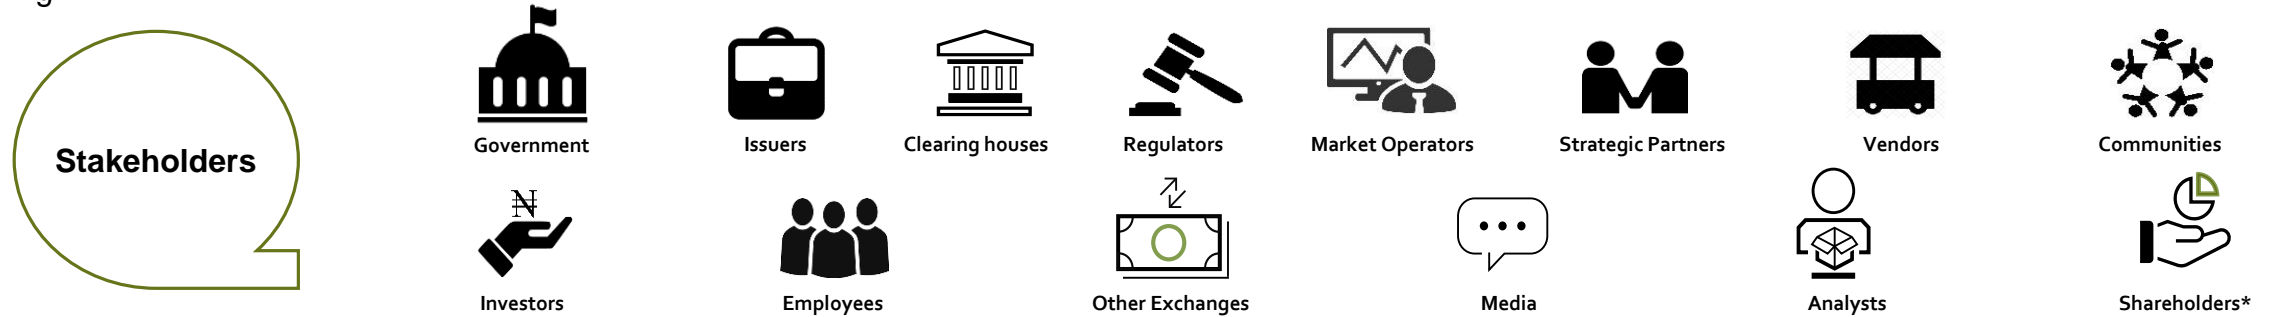 g
Stakeholders
Government
Issuers
Clearing houses
Regulators
Market Operators
Strategic Partners
Vendors
Communities
₦
Investors
Employees
Other Exchanges
Media
Analysts
Shareholders*